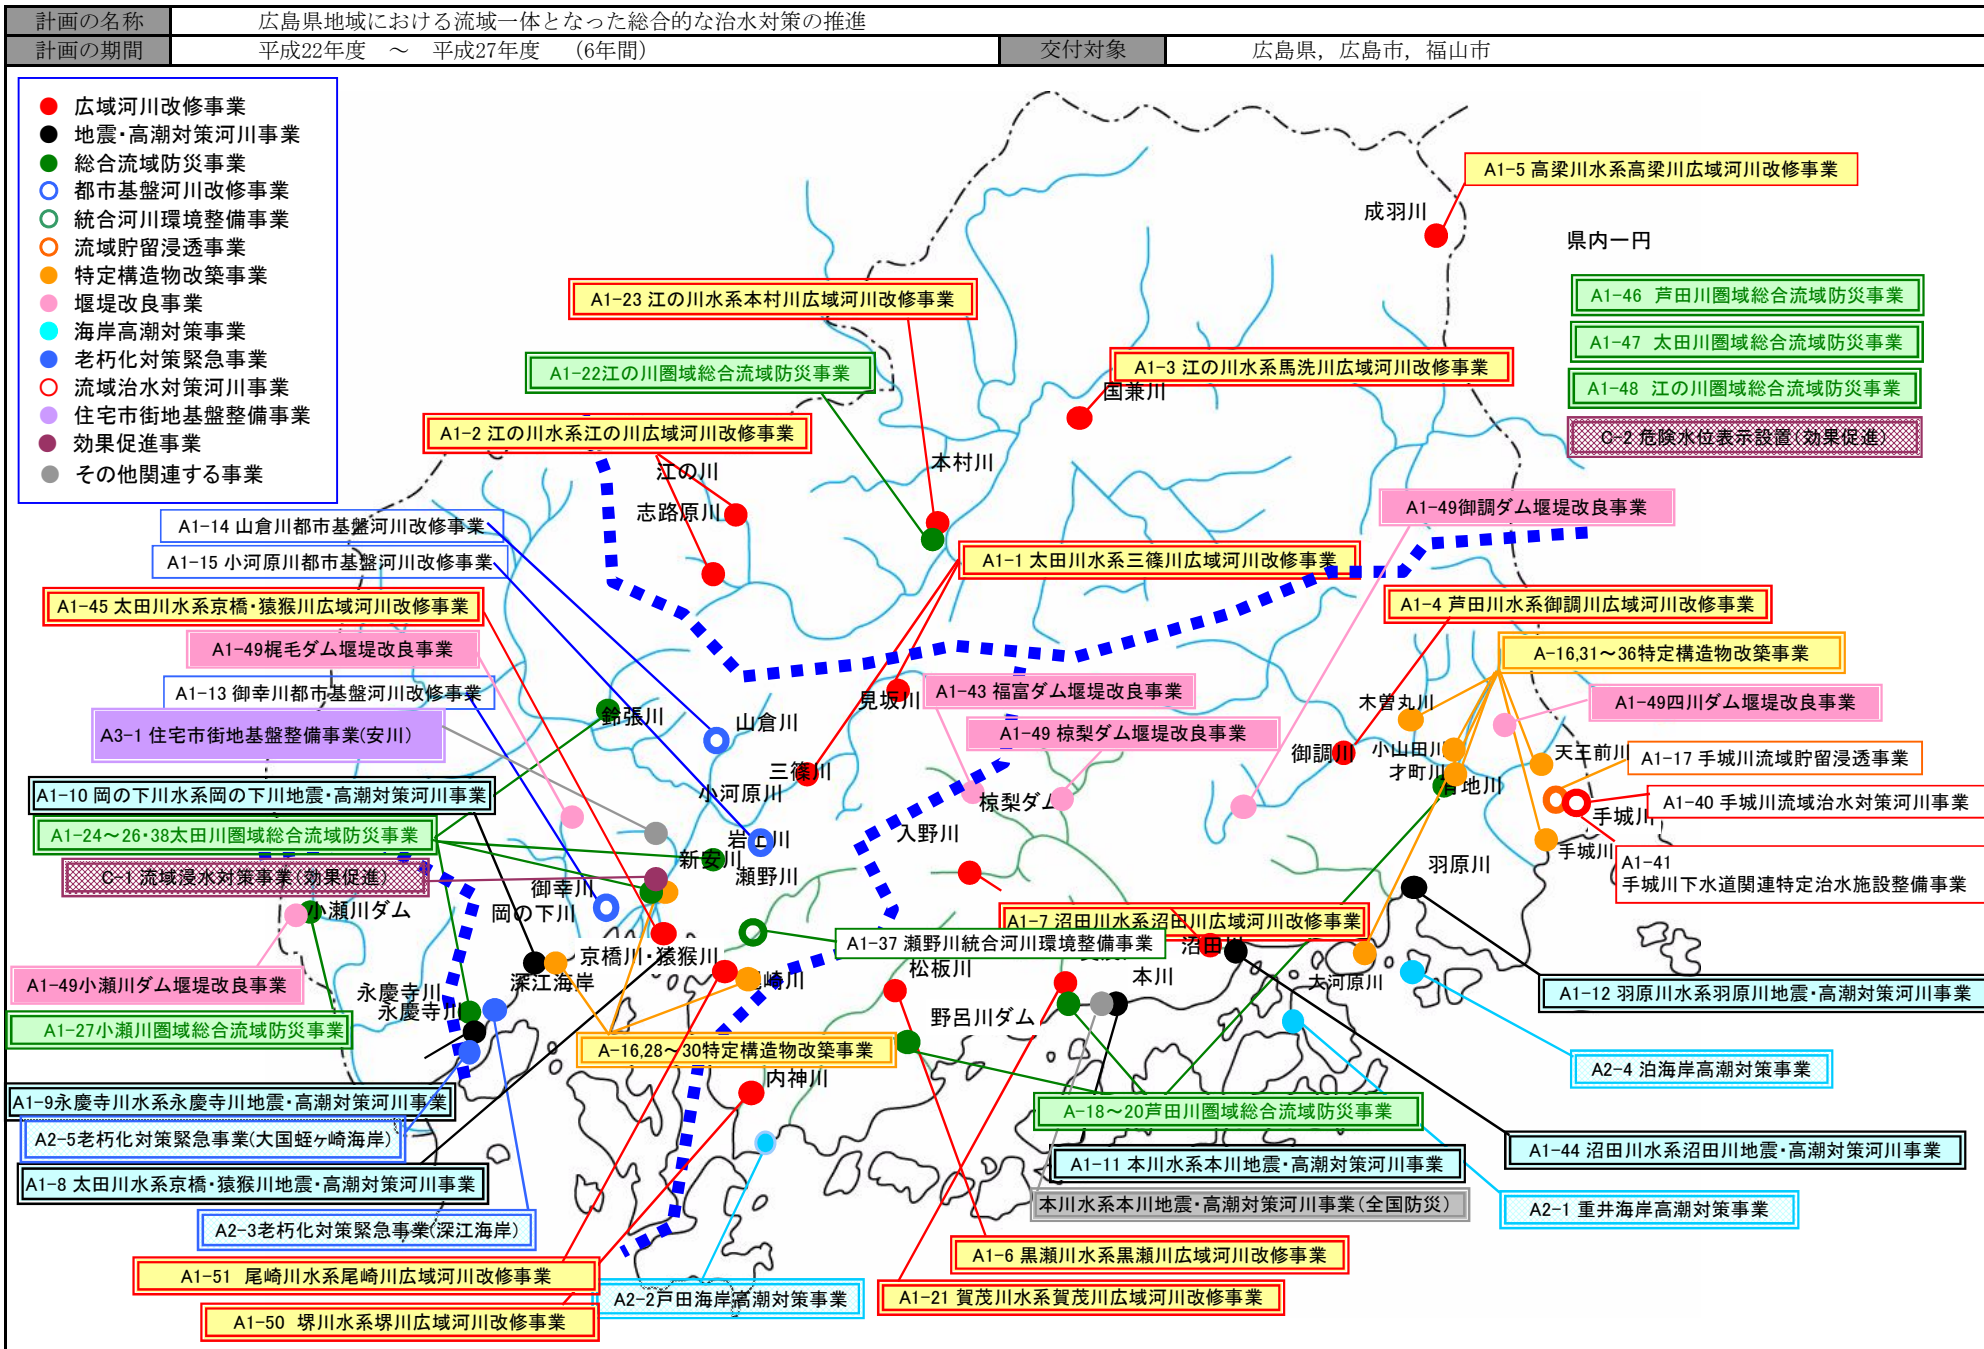 計画の名称 広島県地域における流域一体となった総合的な治水対策の推進
計画の期間 平成22年度 ～ 平成27年度 （6年間） 交付対象 広島県，広島市，福山市
広域河川改修事業
地震・高潮対策河川事業
総合流域防災事業
都市基盤河川改修事業
統合河川環境整備事業
流域貯留浸透事業
特定構造物改築事業
堰堤改良事業
海岸高潮対策事業
老朽化対策緊急事業
流域治水対策河川事業
住宅市街地基盤整備事業
効果促進事業
その他関連する事業
A1-5 高梁川水系高梁川広域河川改修事業
成羽川
県内一円
A1-46 芦田川圏域総合流域防災事業
A1-47 太田川圏域総合流域防災事業
A1-48 江の川圏域総合流域防災事業
C-2 危険水位表示設置(効果促進)
A1-23 江の川水系本村川広域河川改修事業
A1-22江の川圏域総合流域防災事業
A1-3 江の川水系馬洗川広域河川改修事業
国兼川
A1-2 江の川水系江の川広域河川改修事業
江の川
本村川
志路原川
A1-49御調ダム堰堤改良事業
A1-14 山倉川都市基盤河川改修事業
A1-15 小河原川都市基盤河川改修事業
A1-1 太田川水系三篠川広域河川改修事業
A1-45 太田川水系京橋・猿猴川広域河川改修事業
A1-4 芦田川水系御調川広域河川改修事業
A1-49梶毛ダム堰堤改良事業
A-16,31～36特定構造物改築事業
A1-13 御幸川都市基盤河川改修事業
見坂川
A1-43 福富ダム堰堤改良事業
木曽丸川
A1-49四川ダム堰堤改良事業
鈴張川
山倉川
A3-1 住宅市街地基盤整備事業(安川)
A1-49 椋梨ダム堰堤改良事業
御調川
小山田川
天王前川
A1-17 手城川流域貯留浸透事業
三篠川
才町川
A1-10 岡の下川水系岡の下川地震・高潮対策河川事業
小河原川
椋梨ダム
A1-40 手城川流域治水対策河川事業
手城川
A1-24～26・38太田川圏域総合流域防災事業
岩上川
入野川
手城川
新安川
羽原川
A1-41
手城川下水道関連特定治水施設整備事業
C-1 流域浸水対策事業(効果促進)
瀬野川
御幸川
小瀬川ダム
岡の下川
A1-7 沼田川水系沼田川広域河川改修事業
A1-37 瀬野川統合河川環境整備事業
沼田川
京橋川・猿猴川
松板川
本川
A1-49小瀬川ダム堰堤改良事業
深江海岸
大河原川
永慶寺川
永慶寺川
A1-12 羽原川水系羽原川地震・高潮対策河川事業
野呂川ダム
A1-27小瀬川圏域総合流域防災事業
A-16,28～30特定構造物改築事業
A2-4 泊海岸高潮対策事業
内神川
A1-9永慶寺川水系永慶寺川地震・高潮対策河川事業
A-18～20芦田川圏域総合流域防災事業
A2-5老朽化対策緊急事業(大国蛭ヶ崎海岸)
A1-44 沼田川水系沼田川地震・高潮対策河川事業
A1-11 本川水系本川地震・高潮対策河川事業
A1-8 太田川水系京橋・猿猴川地震・高潮対策河川事業
本川水系本川地震・高潮対策河川事業(全国防災)
A2-1 重井海岸高潮対策事業
A2-3老朽化対策緊急事業(深江海岸)
A1-6 黒瀬川水系黒瀬川広域河川改修事業
A1-51 尾崎川水系尾崎川広域河川改修事業
A2-2戸田海岸高潮対策事業
A1-21 賀茂川水系賀茂川広域河川改修事業
A1-50 堺川水系堺川広域河川改修事業